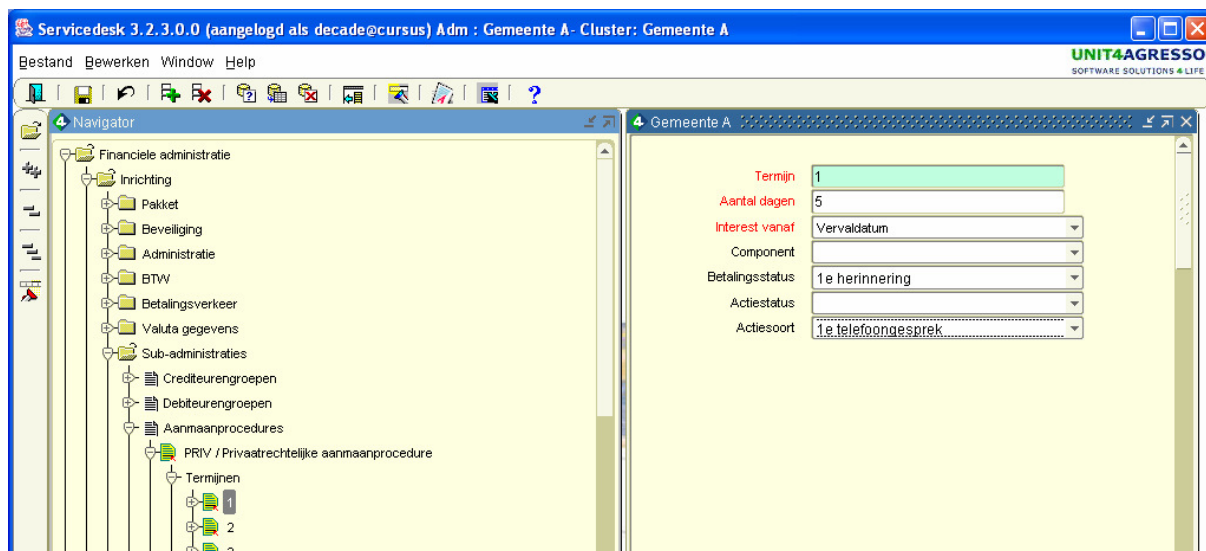 Servicedesk 3.2.3.0.0 (aangelogd als decade@cursus) Adm : Gemeente A- Cluster: Gemeente A
Bestand Bewerken Window Help
UNIT4AGRESSO
SOFTWARE SOLUTIONS 4 LIFE
Navigator
Financiele administratie
Inrichting
Pakket
Beveiliging
Administratie
BTW
Betalingsverkeer
Valuta gegevens
Sub-administraties
Crediteurengroepen
Debiteurengroepen
Aanmaanprocedures
PRIV / Privaatrechtelijke aanmaanprocedure
Termijnen
1
2
Gemeente A
Termijn 1
Aantal dagen 5
Interest vanaf Vervaldatum
Component
Betalingsstatus 1e herinnering
Actiestatus
Actiesoort 1e telefoongesprek